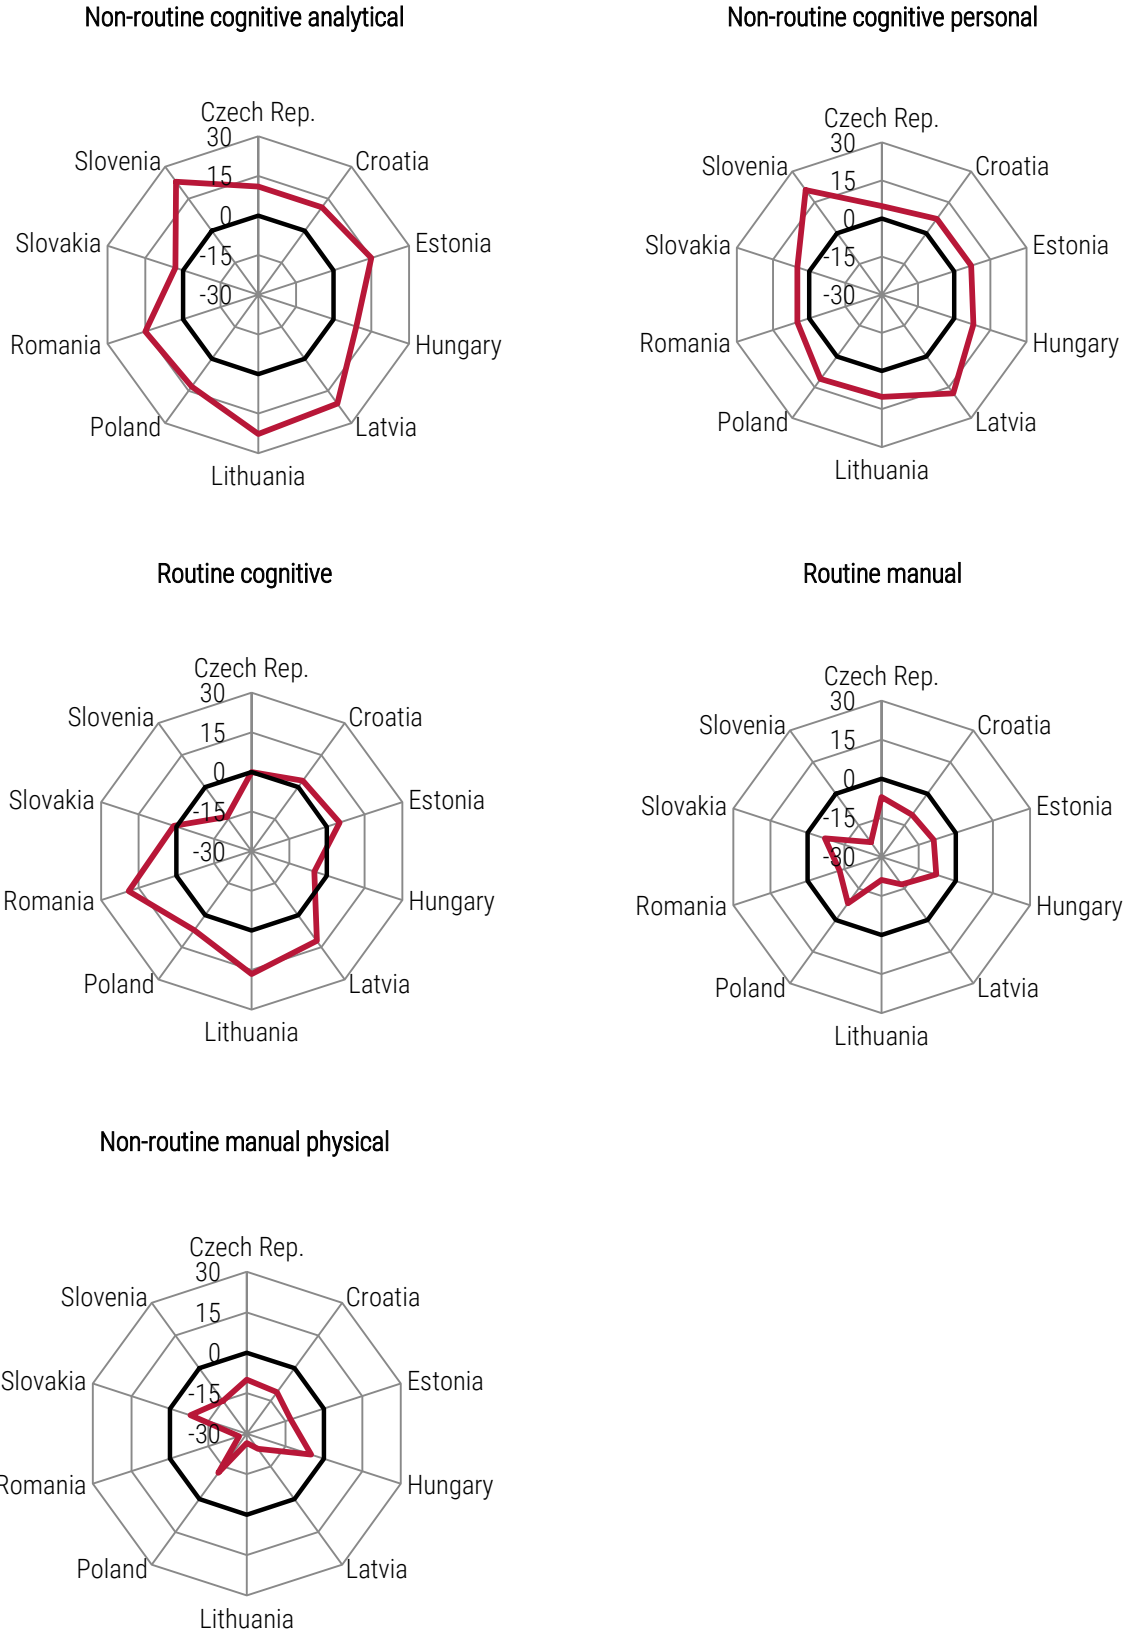 Non-routine cognitive analytical
Czech Rep.
30
Slovenia
Croatia
15
0
Slovakia
Estonia
-15
-30
Romania
Hungary
Poland
Latvia
Lithuania
Non-routine cognitive personal
Czech Rep.
30
Slovenia
Croatia
15
0
Slovakia
Estonia
-15
-30
Romania
Hungary
Poland
Latvia
Lithuania
Routine cognitive
Czech Rep.
30
Slovenia
Croatia
15
0
Slovakia
Estonia
-15
-30
Romania
Hungary
Poland
Latvia
Lithuania
Routine manual
Czech Rep.
30
Slovenia
Croatia
15
0
Slovakia
Estonia
-15
-30
Romania
Hungary
Poland
Latvia
Lithuania
Non-routine manual physical
Czech Rep.
30
Slovenia
Croatia
15
0
Slovakia
Estonia
-15
-30
Romania
Hungary
Poland
Latvia
Lithuania